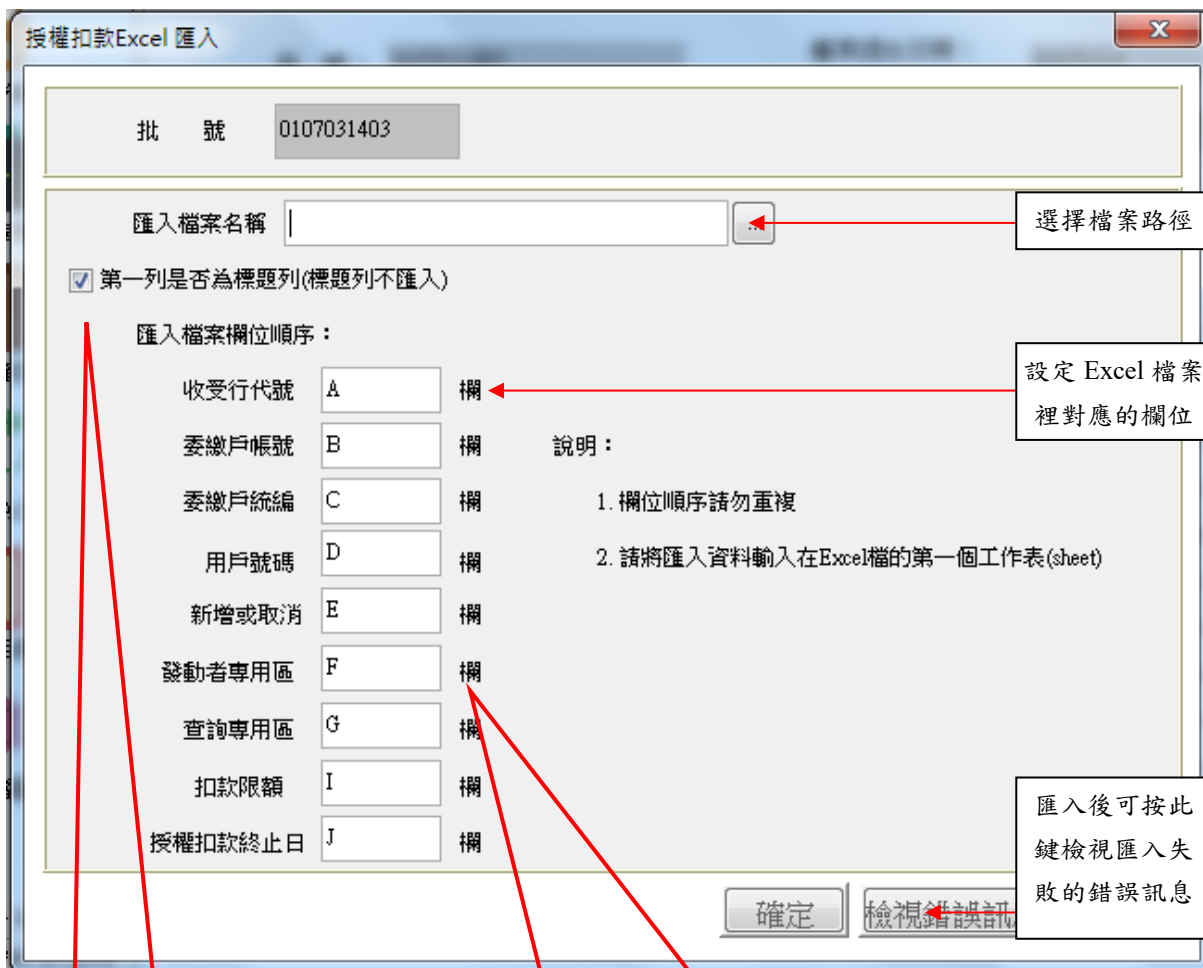 授權扣款Excel 匯入
批 號 0107031403
匯入檔案名稱 ...
選擇檔案路徑
第一列是否為標題列(標題列不匯入)
匯入檔案欄位順序：
設定 Excel 檔案
裡對應的欄位
收受行代號 A 欄
委繳戶帳號 B 欄
說明：
委繳戶統編 C 欄
1. 欄位順序請勿重複
用戶號碼 D 欄
2. 請將匯入資料輸入在Excel檔的第一個工作表(sheet)
新增或取消 E 欄
發動者專用區 F 欄
查詢專用區 G 欄
扣款限額 I 欄
授權扣款終止日 J 欄
匯入後可按此
鍵檢視匯入失
敗的錯誤訊息
確定
檢視錯誤訊